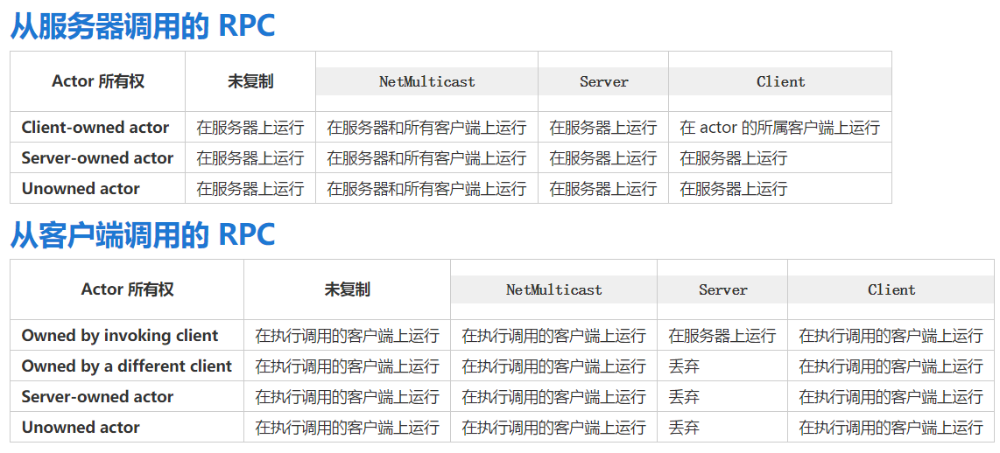 从服务器调用的 RPC
Actor 所有权 未复制 NetMulticast Server Client
Client-owned actor 在服务器上运行 在服务器和所有客户端上运行 在服务器上运行 在 actor 的所属客户端上运行
Server-owned actor 在服务器上运行 在服务器和所有客户端上运行 在服务器上运行 在服务器上运行
Unowned actor 在服务器上运行 在服务器和所有客户端上运行 在服务器上运行 在服务器上运行
从客户端调用的 RPC
Actor 所有权 未复制 NetMulticast Server Client
Owned by invoking client 在执行调用的客户端上运行 在执行调用的客户端上运行 在服务器上运行 在执行调用的客户端上运行
Owned by a different client 在执行调用的客户端上运行 在执行调用的客户端上运行 丢弃 在执行调用的客户端上运行
Server-owned actor 在执行调用的客户端上运行 在执行调用的客户端上运行 丢弃 在执行调用的客户端上运行
Unowned actor 在执行调用的客户端上运行 在执行调用的客户端上运行 丢弃 在执行调用的客户端上运行